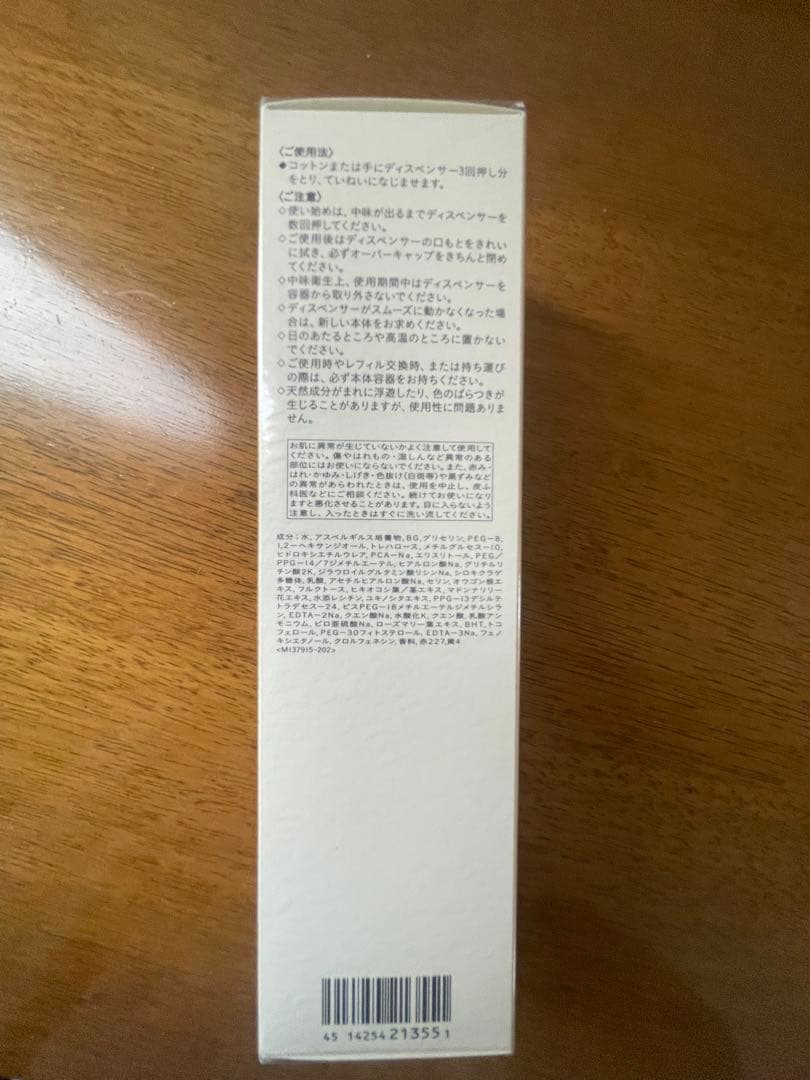 〈ご使用法〉
●コットンまたは手にディスペンサー3回押し分
をとり、ていねいになじませます。
〈ご注意〉
◇使い始めは、中味が出るまでディスペンサーを
数回押してください。
◇ご使用後はディスペンサーの口もとをきれい
に拭き、必ずオーバーキャップをきちんと閉め
てください。
◇中味衛生上、使用期間中はディスペンサーを
容器から取り外さないでください。
◇ディスペンサーがスムーズに動かなくなった場
合は、新しい本体をお求めください。
◇日のあたるところや高温のところに置かない
でください。
◇ご使用時やレフィル交換時、または持ち運び
の際は、必ず本体容器をお持ちください。
◇天然成分がまれに浮遊したり、色のばらつきが
生じることがありますが、使用性に問題ありま
せん。
お肌に異常が生じていないかよく注意して使用して
ください。傷やはれもの・湿しんなど異常のある
部位にはお使いにならないでください。また、赤み・
はれ・かゆみ・しげき・色抜け(白斑等)や黒ずみなど
の異常があらわれたときは、使用を中止し、皮ふ
科医などにご相談ください。続けてお使いになり
ますと悪化させることがあります。目に入らないよう
注意し、入ったときはすぐに洗い流してください。
成分:水、アスペルギルス培養物、BG、グリセリン、PEG-8、
1,2-ヘキサンジオール、トレハロース、メチルグルセス-10、
ヒドロキシエチルウレア、PCA-Na、エリスリトール、PEG/
PPG-14/7ジメチルエーテル、ヒアルロン酸Na、グリチルリ
チン酸2K、ジラウロイルグルタミン酸リシンNa、シロキクラゲ
多糖体、乳酸、アセチルヒアルロン酸Na、セリン、オウゴン根エ
キス、フルクトース、ヒキオコシ葉/茎エキス、マドンナリリー
花エキス、水添レシチン、ユキノシタエキス、PPG-13デシルテ
トラデセス-24、ビスPEG-18メチルエーテルジメチルシラ
ン、EDTA-2Na、クエン酸Na、水酸化K、クエン酸、乳酸アン
モニウム、ピロ亜硫酸Na、ローズマリー葉エキス、BHT、トコ
フェロール、PEG-30フィトステロール、EDTA-3Na、フェノ
キシエタノール、クロルフェネシン、香料、赤227、黄4
<M137915-202>
45 14254 213551